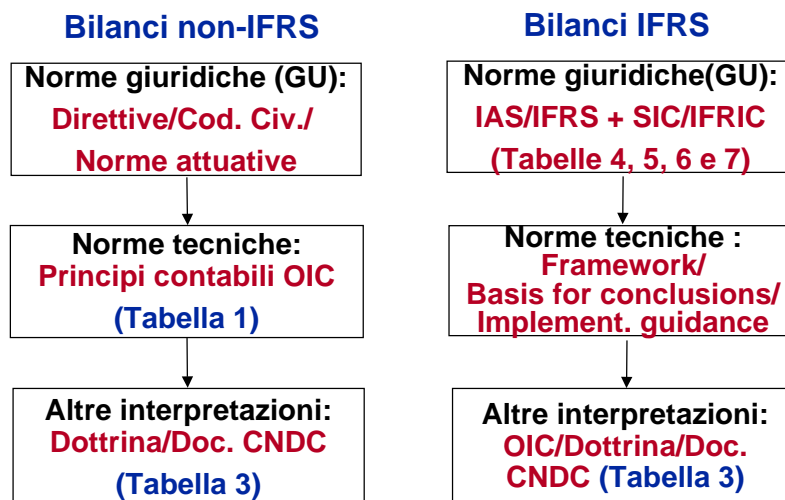 Bilanci non-IFRS
Norme giuridiche (GU):
Direttive/Cod. Civ./
Norme attuative
Norme tecniche:
Principi contabili OIC
(Tabella 1)
Altre interpretazioni:
Dottrina/Doc. CNDC
(Tabella 3)
Bilanci IFRS
Norme giuridiche(GU):
IAS/IFRS + SIC/IFRIC
(Tabelle 4, 5, 6 e 7)
Norme tecniche :
Framework/
Basis for conclusions/
Implement. guidance
Altre interpretazioni:
OIC/Dottrina/Doc.
CNDC (Tabella 3)